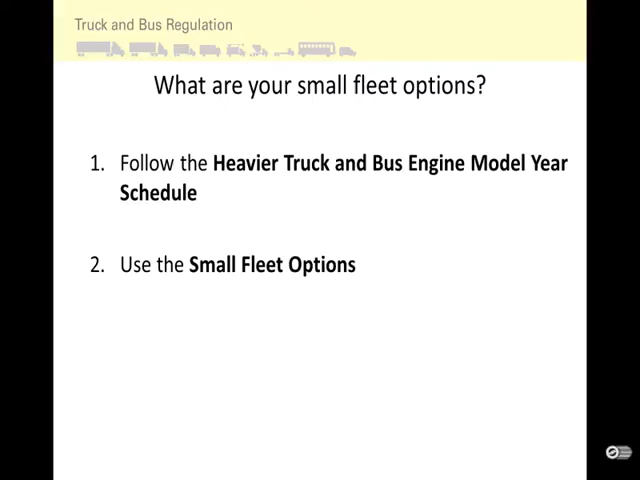 Truck and Bus Regulation
What are your small fleet options?
1. Follow the Heavier Truck and Bus Engine Model Year
Schedule
2. Use the Small Fleet Options